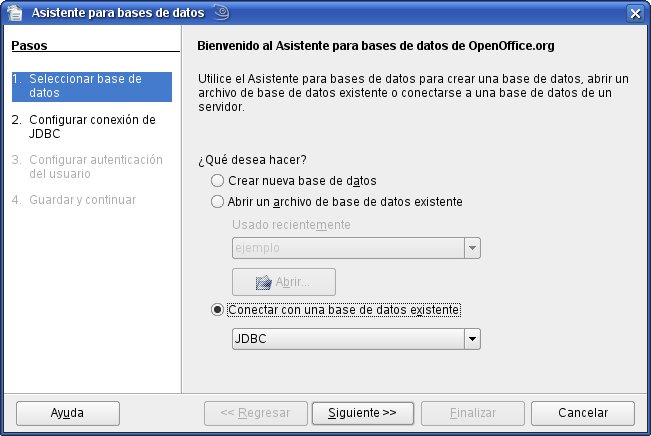 Asistente para bases de datos
Pasos
1. Seleccionar base de
datos
2. Configurar conexión de
JDBC
3. Configurar autenticación
del usuario
4. Guardar y continuar
Bienvenido al Asistente para bases de datos de OpenOffice.org
Utilice el Asistente para bases de datos para crear una base de datos, abrir un
archivo de base de datos existente o conectarse a una base de datos de un
servidor.
¿Qué desea hacer?
Crear nueva base de datos
Abrir un archivo de base de datos existente
Usado recientemente
ejemplo
Abrir...
Conectar con una base de datos existente
JDBC
Ayuda
<< Regresar
Siguiente >>
Finalizar
Cancelar